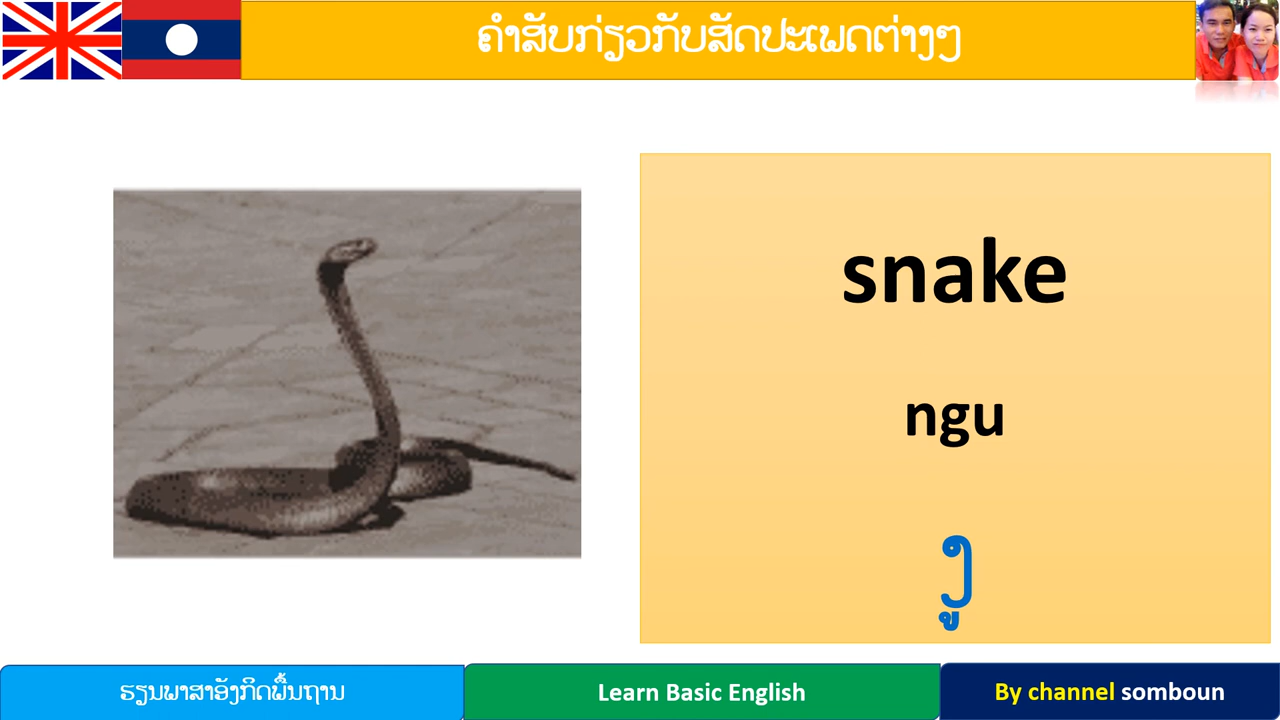 ຄຳສັບກ່ຽວກັບສັດປະເພດຕ່າງໆ
snake
ngu
ງູ
ຮຽນພາສາອັງກິດພື້ນຖານ
Learn Basic English
By channel somboun